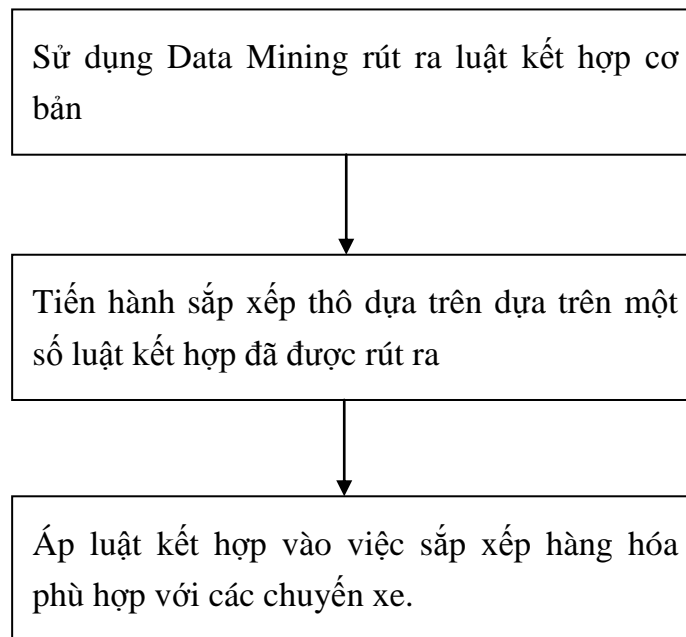 Sử dụng Data Mining rút ra luật kết hợp cơ
bản
Tiến hành sắp xếp thô dựa trên dựa trên một
số luật kết hợp đã được rút ra
Áp luật kết hợp vào việc sắp xếp hàng hóa
phù hợp với các chuyến xe.